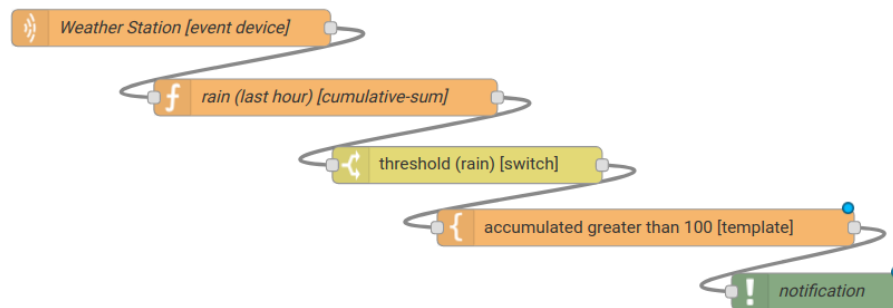 Weather Station [event device]
rain (last hour) [cumulative-sum]
threshold (rain) [switch]
accumulated greater than 100 [template]
notification